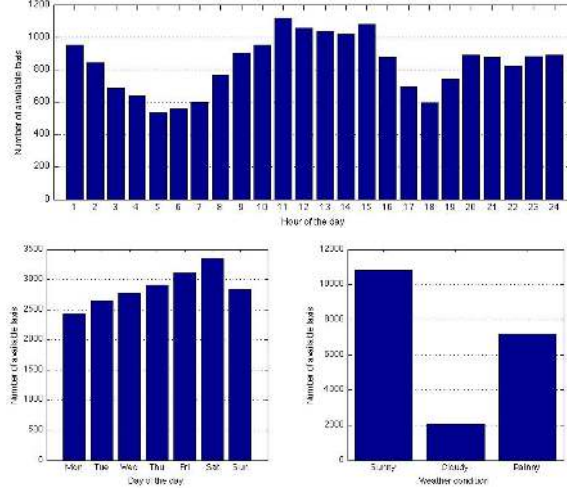 1200
1000
800
600
400
200
0
Number of available taxis
1 2 3 4 5 6 7 8 9 10 11 12 13 14 15 16 17 18 19 20 21 22 23 24
Hour of the day
3500
3000
2500
2000
1500
1000
500
0
Number of available taxis
Mon Tue Wed Thu Fri Sat Sun
Day of the day
12000
10000
8000
6000
4000
2000
0
Number of available taxis
Sunny Cloudy Rainny
Weather condition